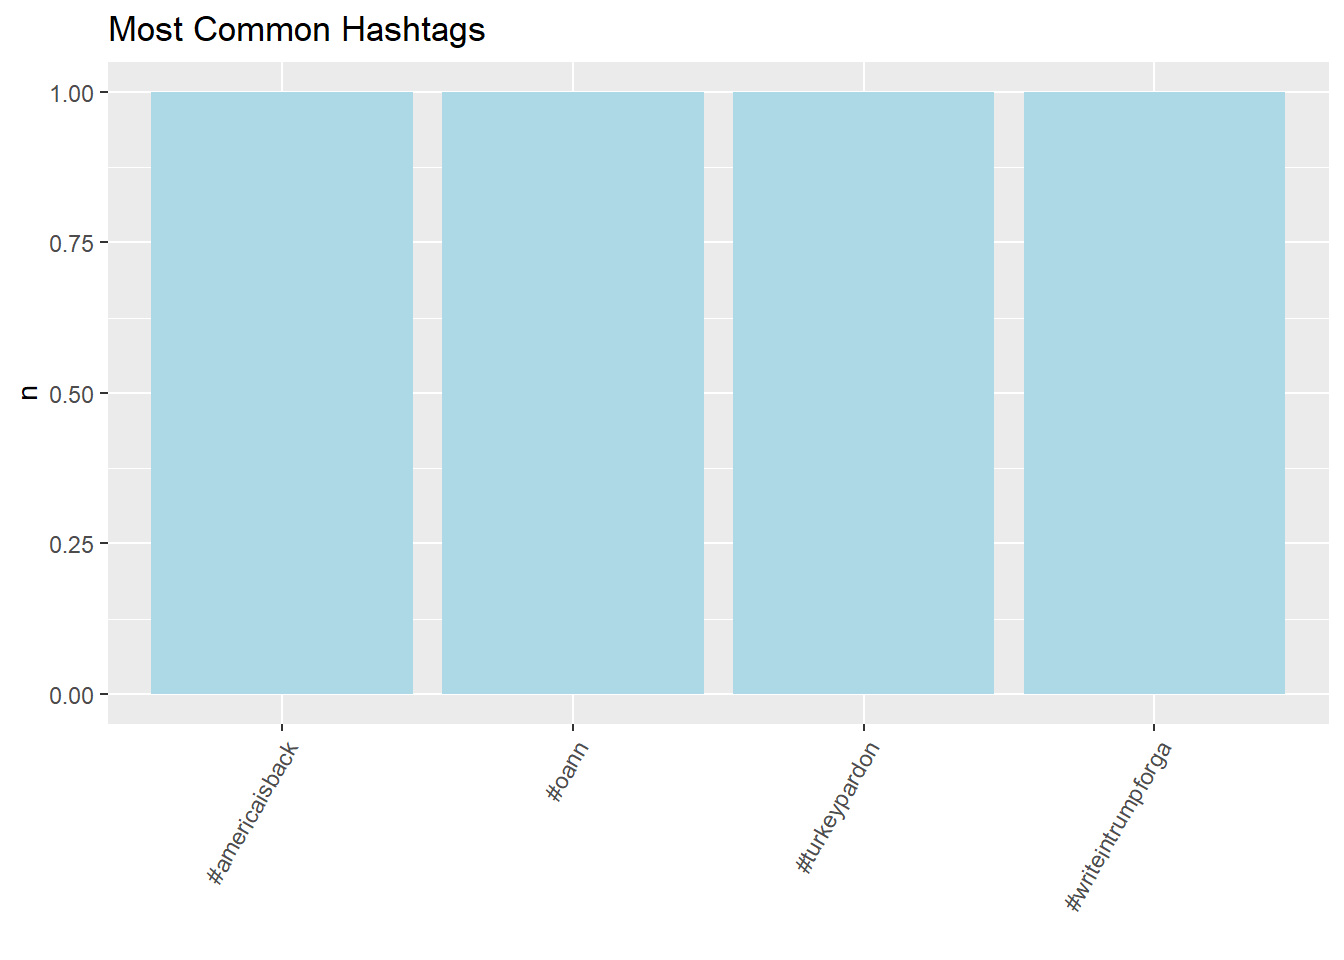 Most Common Hashtags
1.00
0.75
0.50
0.25
0.00
n
#americaisback
#oann
#turkeypardon
#writeintrumpforga